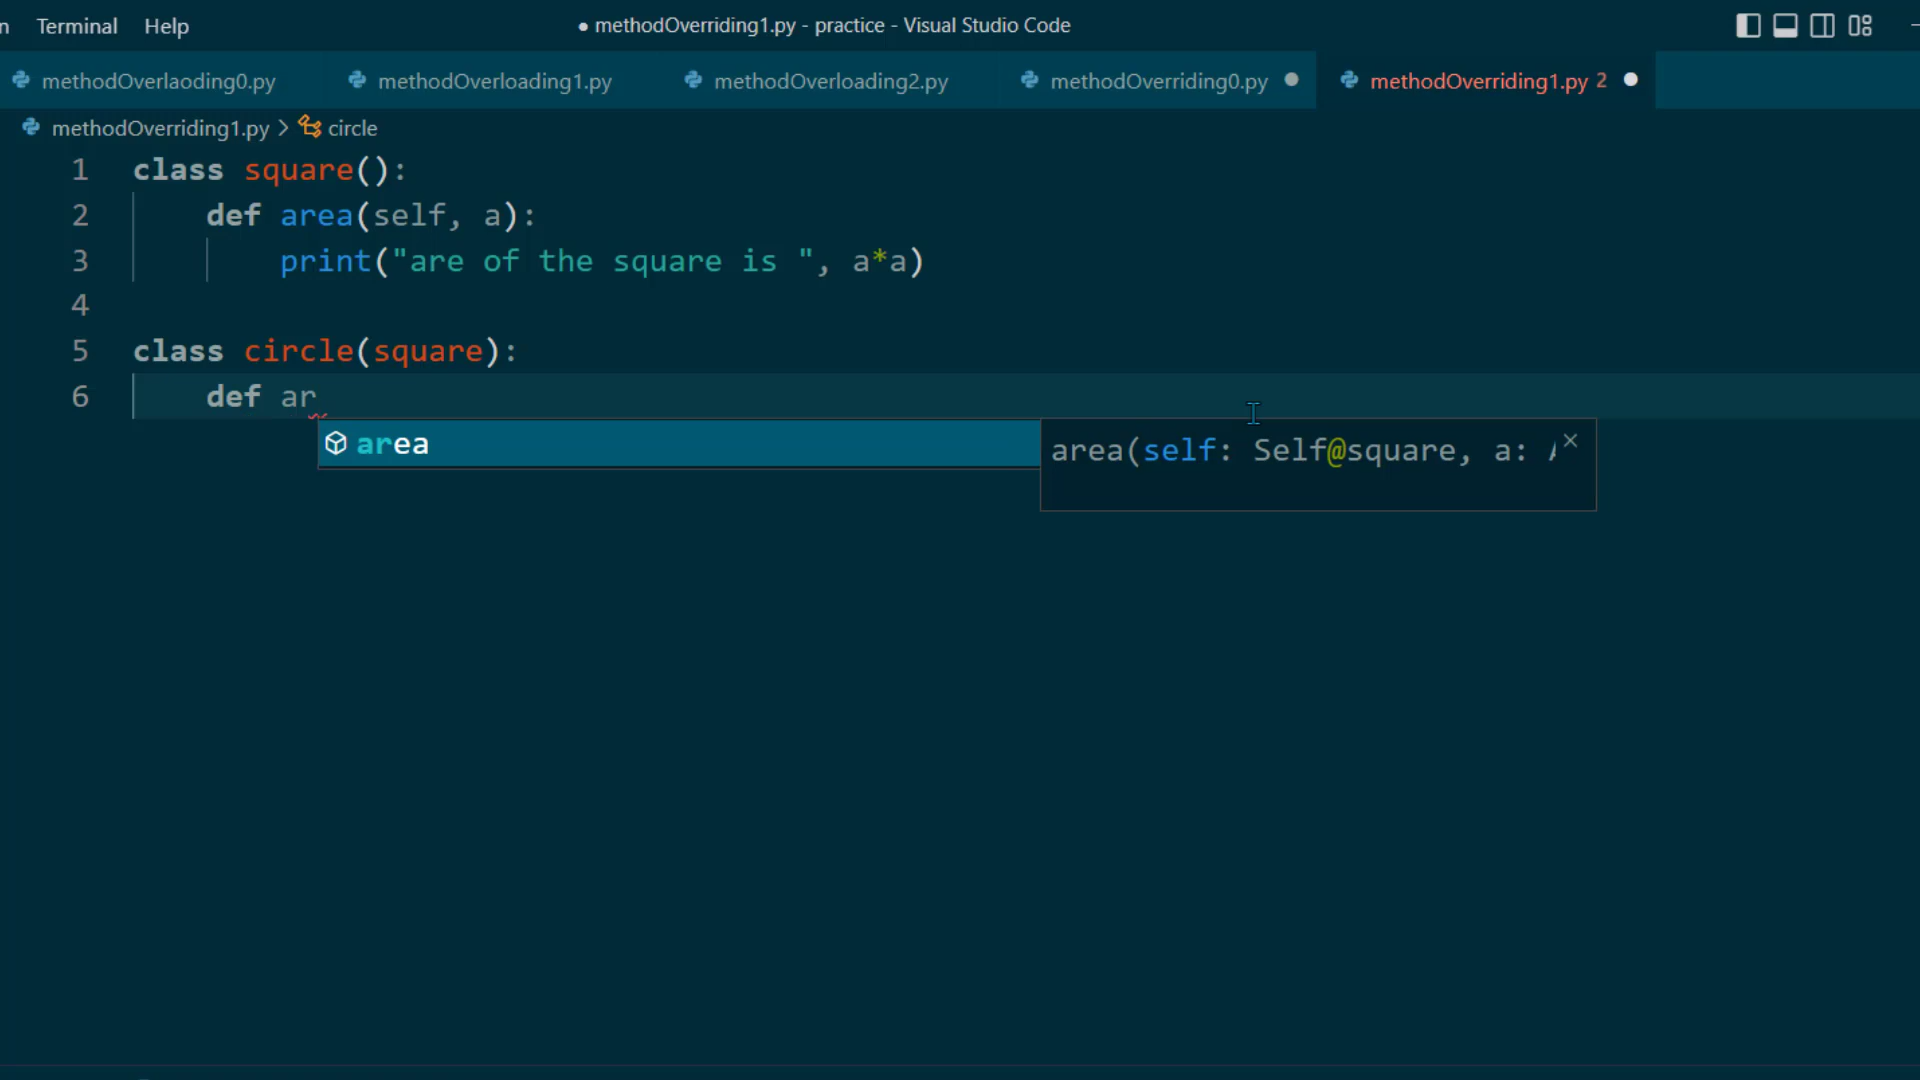 n Terminal Help ● methodOverriding1.py - practice - Visual Studio Code
methodOverlaoding0.py methodOverloading1.py methodOverloading2.py methodOverriding0.py methodOverriding1.py 2
methodOverriding1.py > circle
1 class square():
2 def area(self, a):
3 print("are of the square is ", a*a)
4
5 class circle(square):
6 def ar
area area(self: Self@square, a: